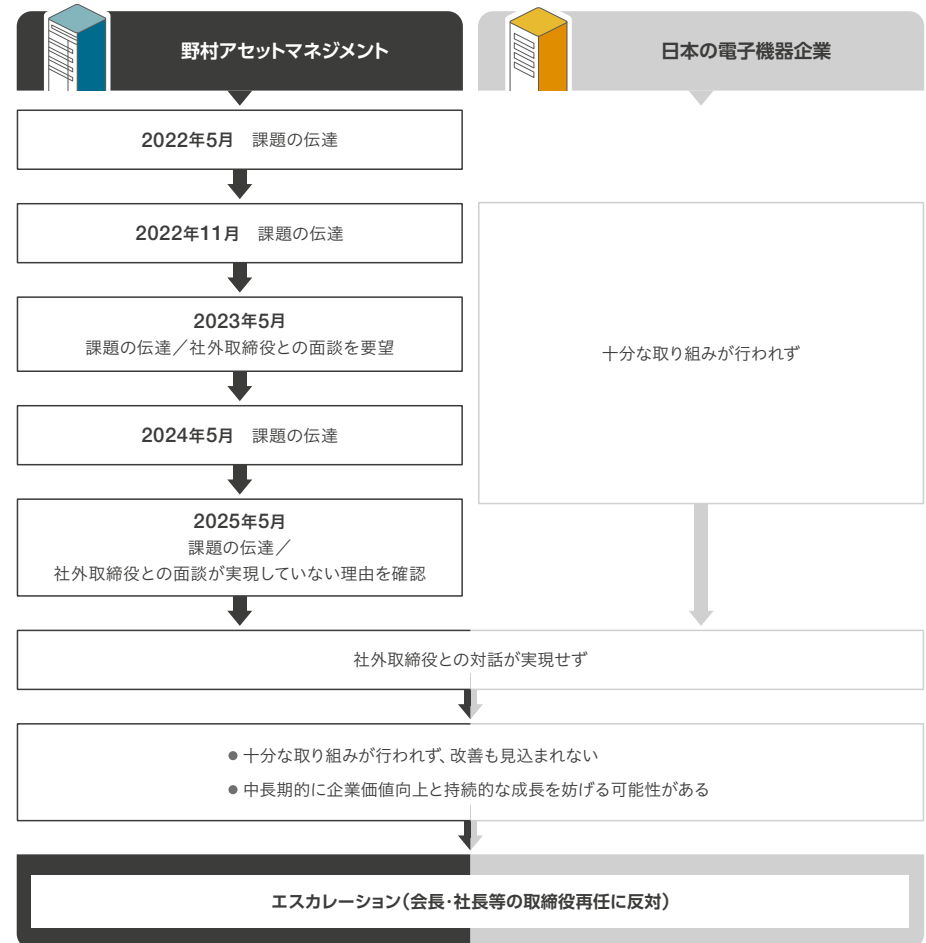 野村アセットマネジメント
日本の電子機器企業
2022年5月　課題の伝達
2022年11月　課題の伝達
2023年5月
課題の伝達／社外取締役との面談を要望
十分な取り組みが行われず
2024年5月　課題の伝達
2025年5月
課題の伝達／
社外取締役との面談が実現していない理由を確認
社外取締役との対話が実現せず
●十分な取り組みが行われず、改善も見込まれない
●中長期的に企業価値向上と持続的な成長を妨げる可能性がある
エスカレーション（会長・社長等の取締役再任に反対）